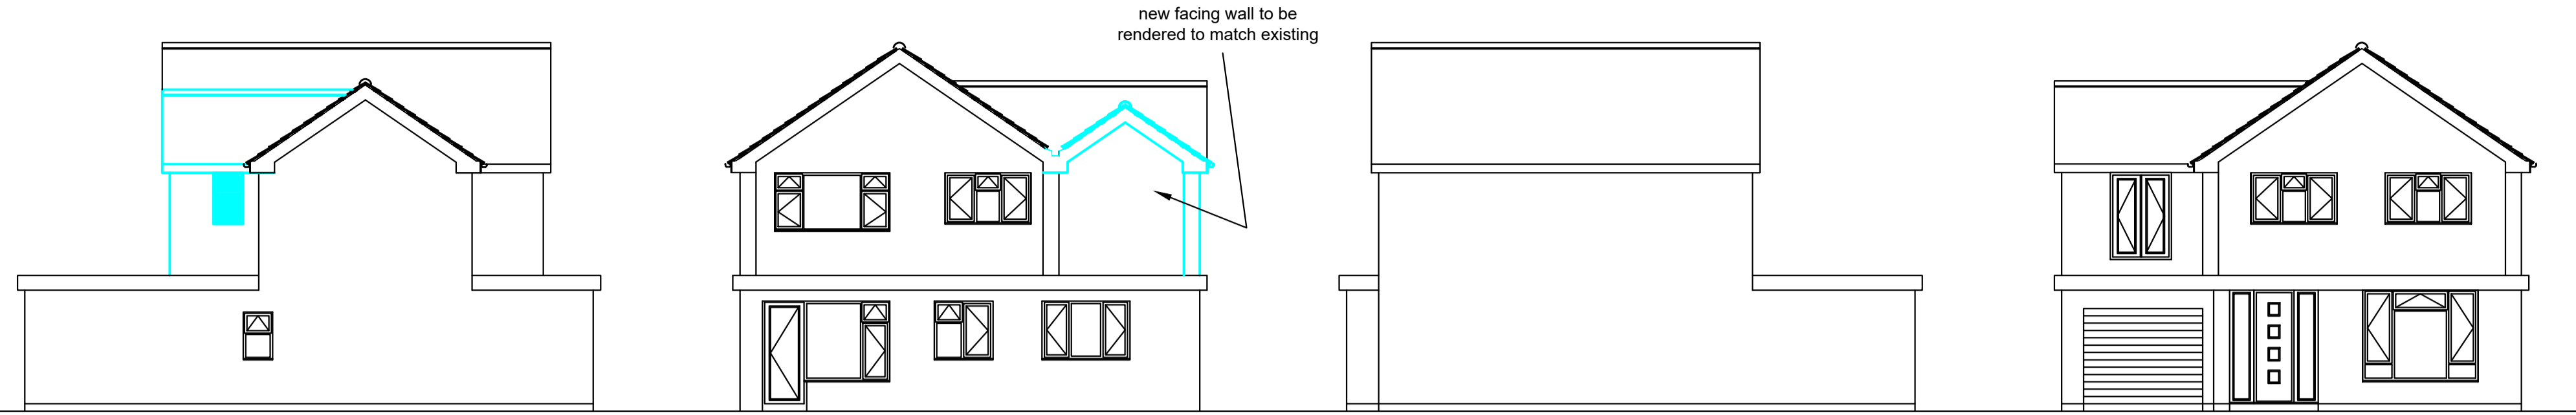 new facing wall to be
rendered to match existing